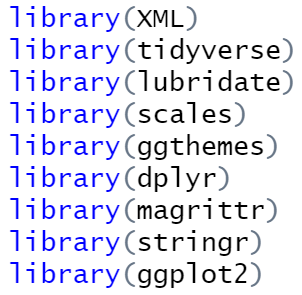 library(XML)
library(tidyverse)
library(lubridate)
library(scales)
library(ggthemes)
library(dplyr)
library(magrittr)
library(stringr)
library(ggplot2)